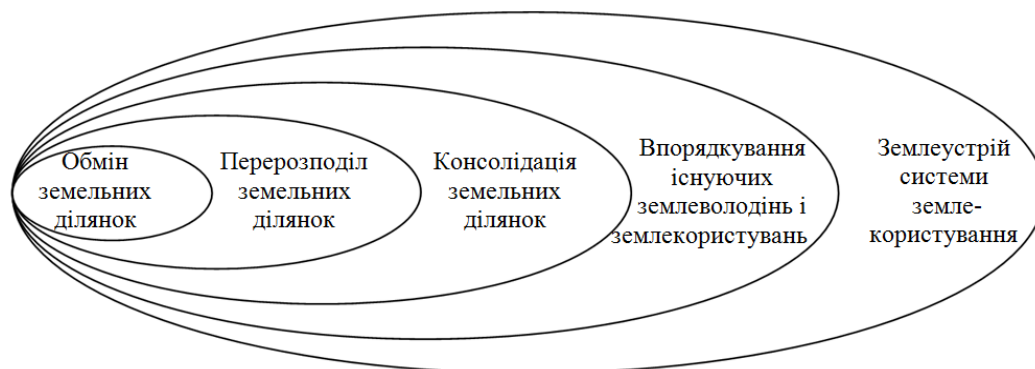 Обмін
земельних
ділянок
Перерозподіл
земельних
ділянок
Консолідація
земельних
ділянок
Впорядкування
існуючих
землеволодінь і
землекористувань
Землеустрій
системи
земле-
користування